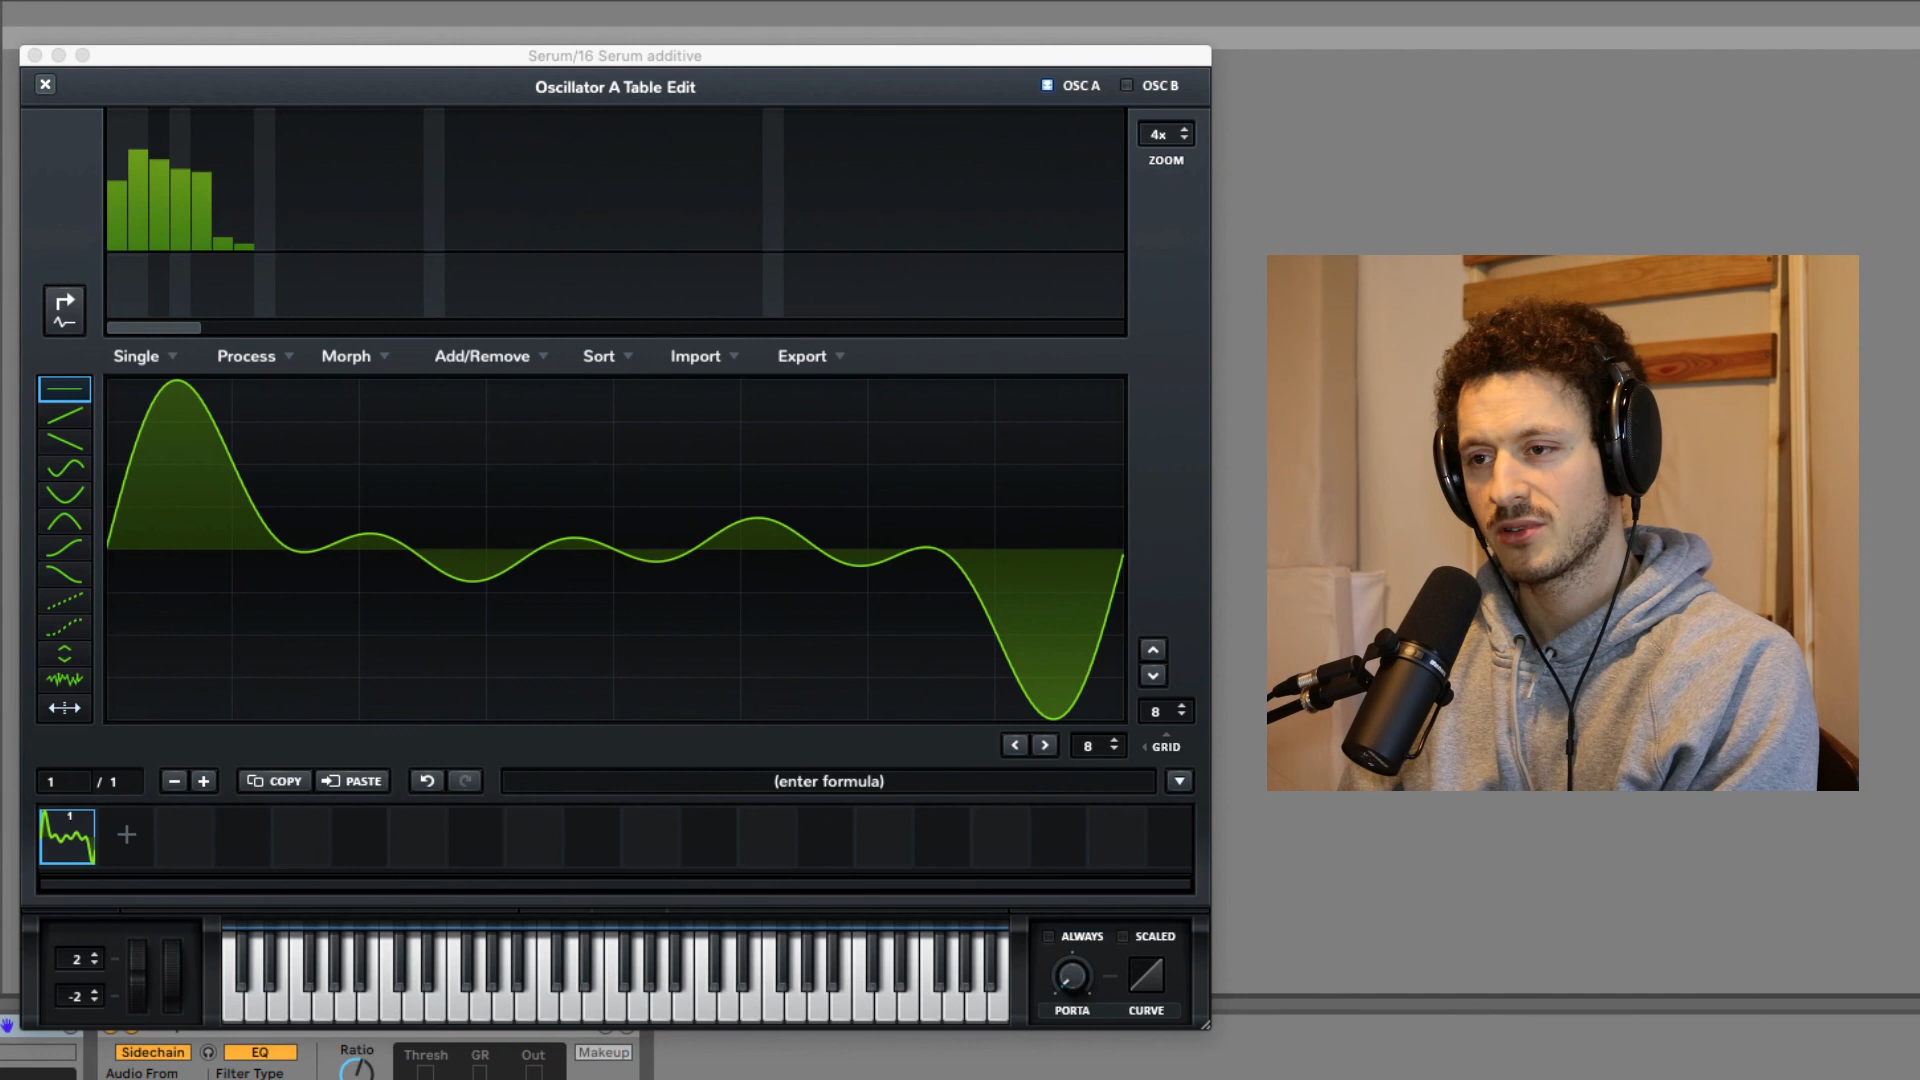 Serum/16 Serum additive
Oscillator A Table Edit
OSC A
OSC B
4x
ZOOM
Single
Process
Morph
Add/Remove
Sort
Import
Export
8
8
GRID
1 / 1
COPY
PASTE
(enter formula)
1
ALWAYS
SCALED
2
-2
PORTA
CURVE
Sidechain
EQ
Ratio
Thresh
GR
Out
Makeup
Audio From
Filter Type